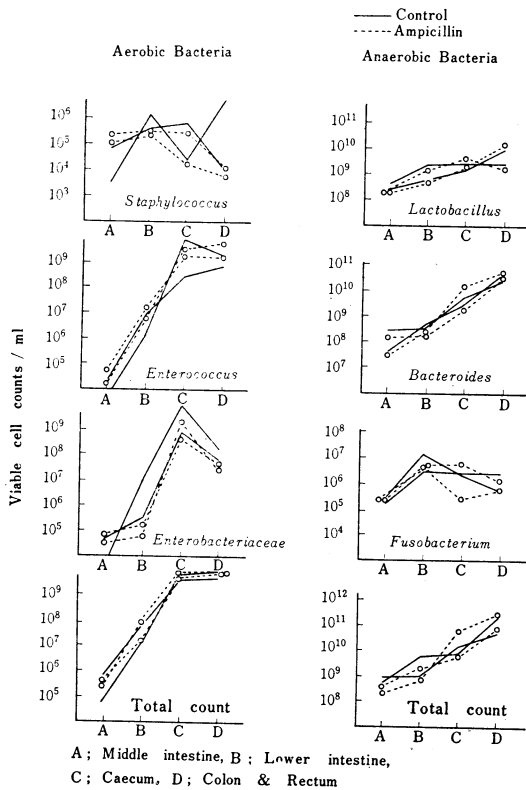 Control
Ampicillin
Aerobic Bacteria
Anaerobic Bacteria
Viable cell counts / ml
10⁶
10⁵
10⁴
10³
Staphylococcus
A B C D
10¹¹
10¹⁰
10⁹
10⁸
Lactobacillus
A B C D
10⁹
10⁸
10⁷
10⁶
10⁵
Enterococcus
A B C D
10¹¹
10¹⁰
10⁹
10⁸
10⁷
Bacteroides
A B C D
10⁹
10⁸
10⁷
10⁶
10⁵
Enterobacteriaceae
A B C D
10⁸
10⁷
10⁶
10⁵
10⁴
Fusobacterium
A B C D
10⁹
10⁸
10⁷
10⁶
10⁵
Total count
A B C D
10¹²
10¹¹
10¹⁰
10⁹
10⁸
Total count
A B C D
A ; Middle intestine, B ; Lower intestine,
C ; Caecum, D ; Colon & Rectum